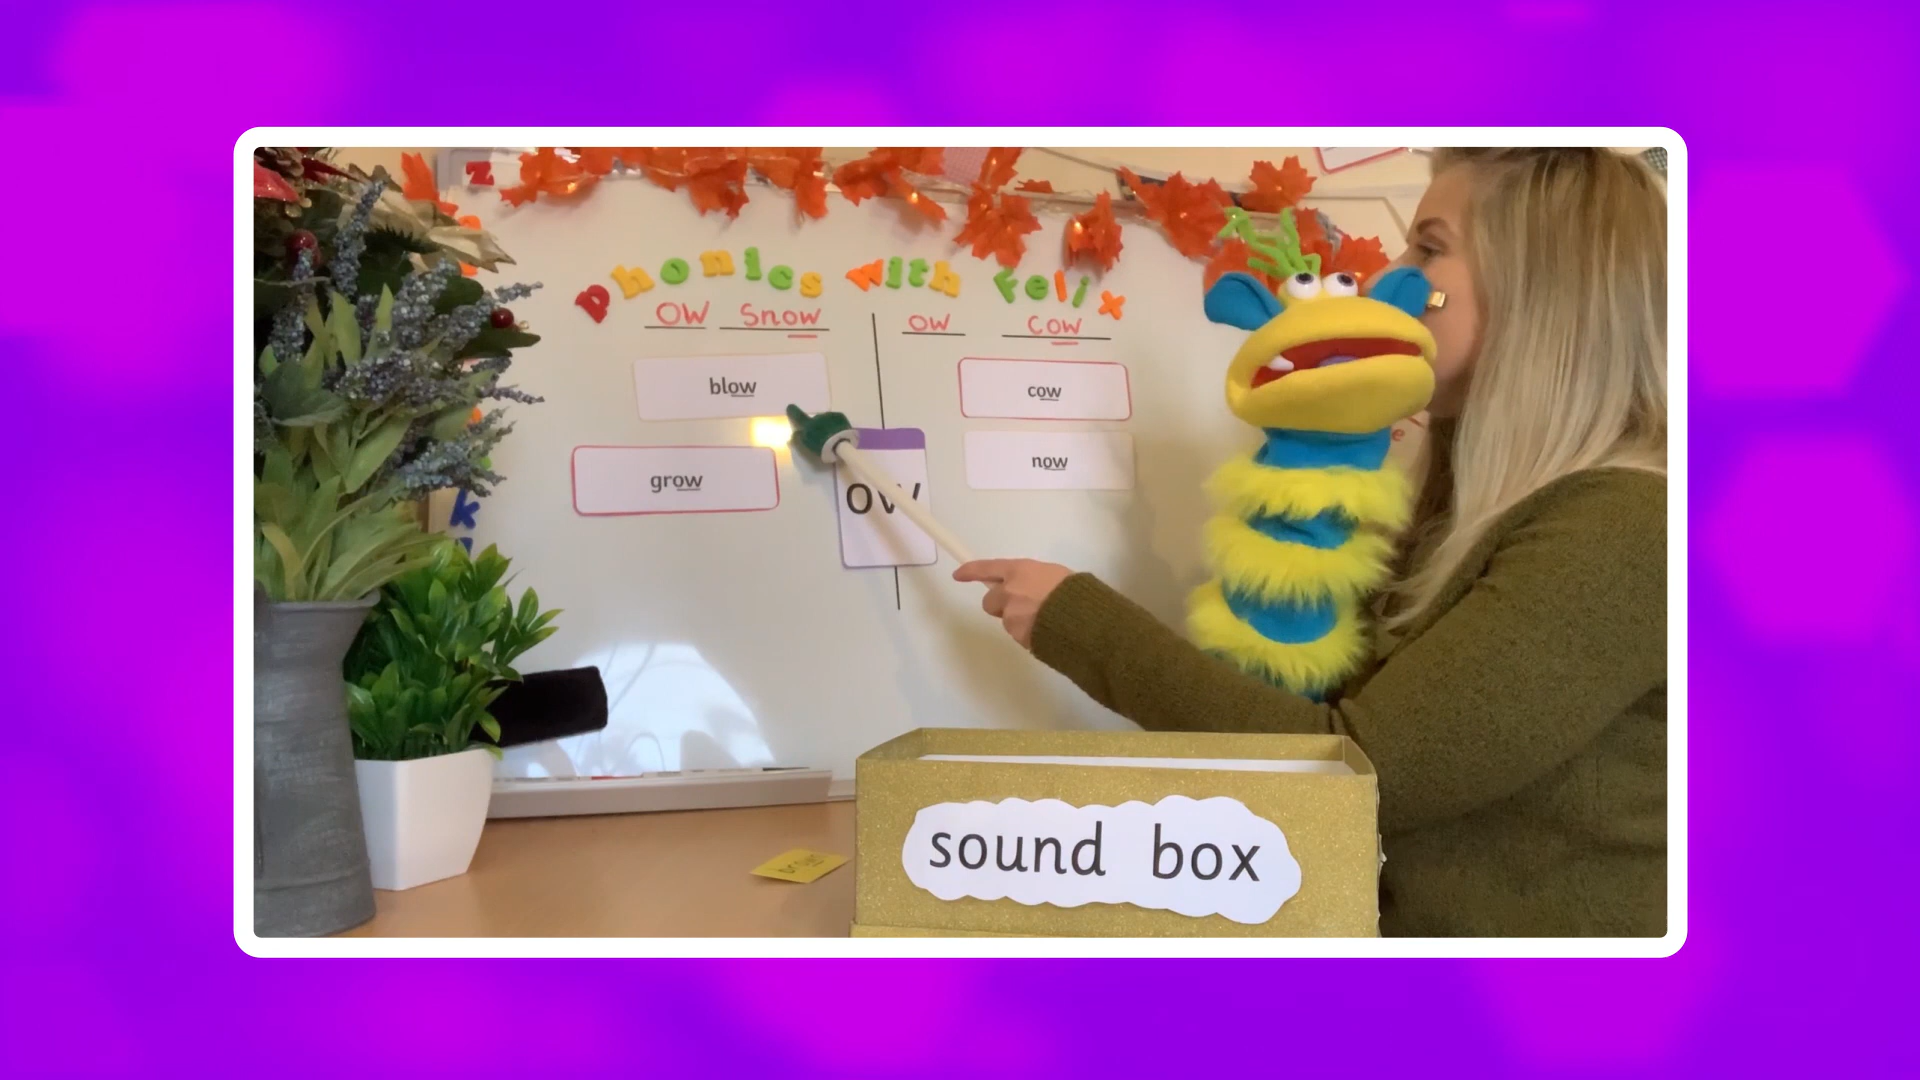 z
phonics with Felix
ow snow
ow cow
blow
cow
grow
now
ow
k
e
sound box